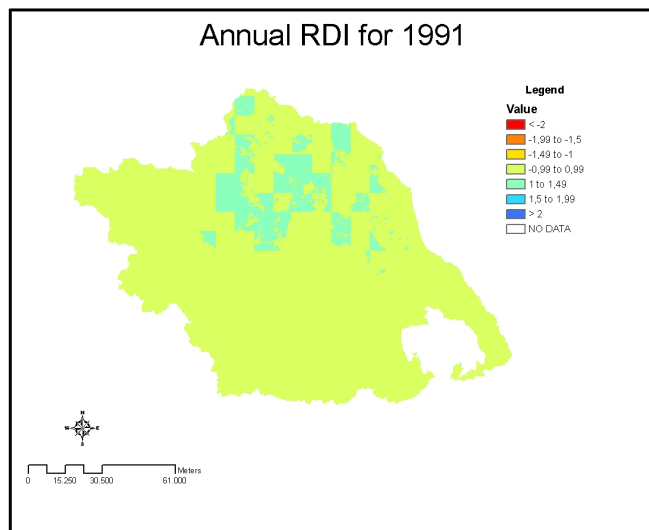 Annual RDI for 1991
Legend
Value
< -2
-1,99 to -1,5
-1,49 to -1
-0,99 to 0,99
1 to 1,49
1,5 to 1,99
> 2
NO DATA
N
W E
S
Meters
0 15.250 30.500 61.000